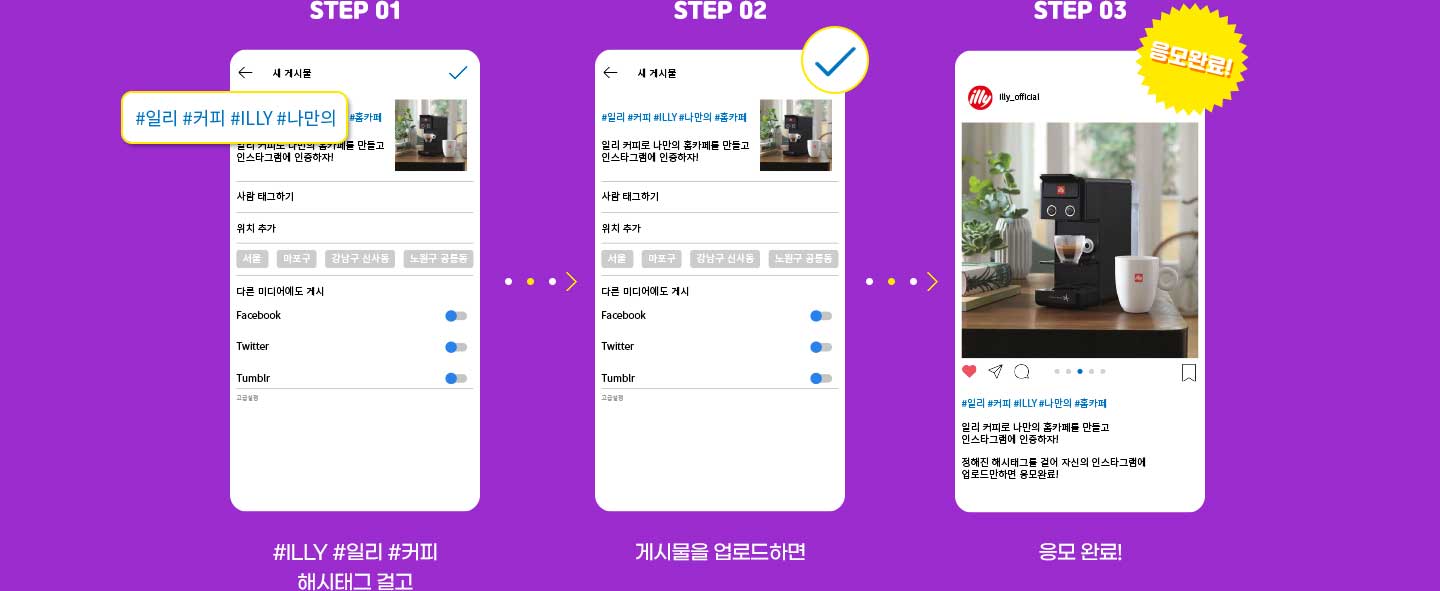 STEP 01
새 게시물
#일리 #커피 #ILLY #나만의 #홈카페
일리 커피로 나만의 홈카페를 만들고
인스타그램에 인증하자!
사람 태그하기
위치 추가
서울 마포구 강남구 신사동 노원구 공릉동
다른 미디어에도 게시
Facebook
Twitter
Tumblr
고급설정
#ILLY #일리 #커피
해시태그 걸고
STEP 02
새 게시물
#일리 #커피 #ILLY #나만의 #홈카페
일리 커피로 나만의 홈카페를 만들고
인스타그램에 인증하자!
사람 태그하기
위치 추가
서울 마포구 강남구 신사동 노원구 공릉동
다른 미디어에도 게시
Facebook
Twitter
Tumblr
고급설정
게시물을 업로드하면
STEP 03
응모완료!
illy
illy_official
#일리 #커피 #ILLY #나만의 #홈카페
일리 커피로 나만의 홈카페를 만들고
인스타그램에 인증하자!
정해진 해시태그를 걸어 자신의 인스타그램에
업로드만하면 응모완료!
응모 완료!